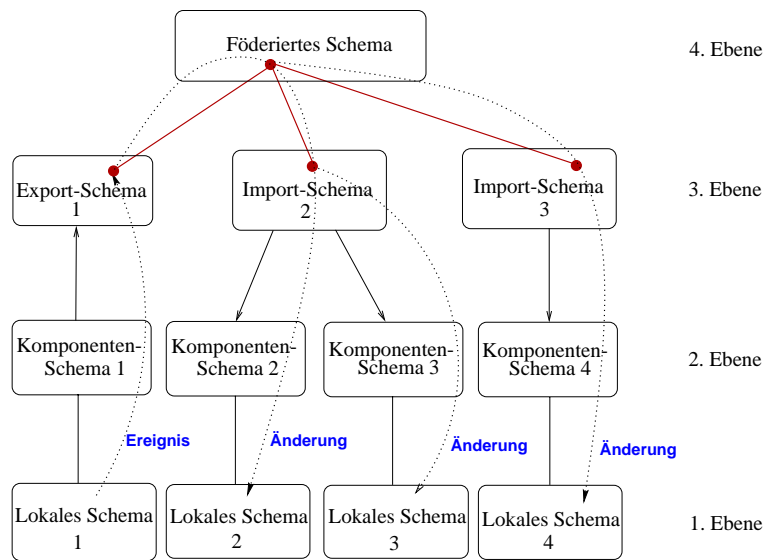 Föderiertes Schema
4. Ebene
Export-Schema
1
Import-Schema
2
Import-Schema
3
3. Ebene
Komponenten-
Schema 1
Komponenten-
Schema 2
Komponenten-
Schema 3
Komponenten-
Schema 4
2. Ebene
Ereignis
Änderung
Änderung
Änderung
Lokales Schema
1
Lokales Schema
2
Lokales Schema
3
Lokales Schema
4
1. Ebene